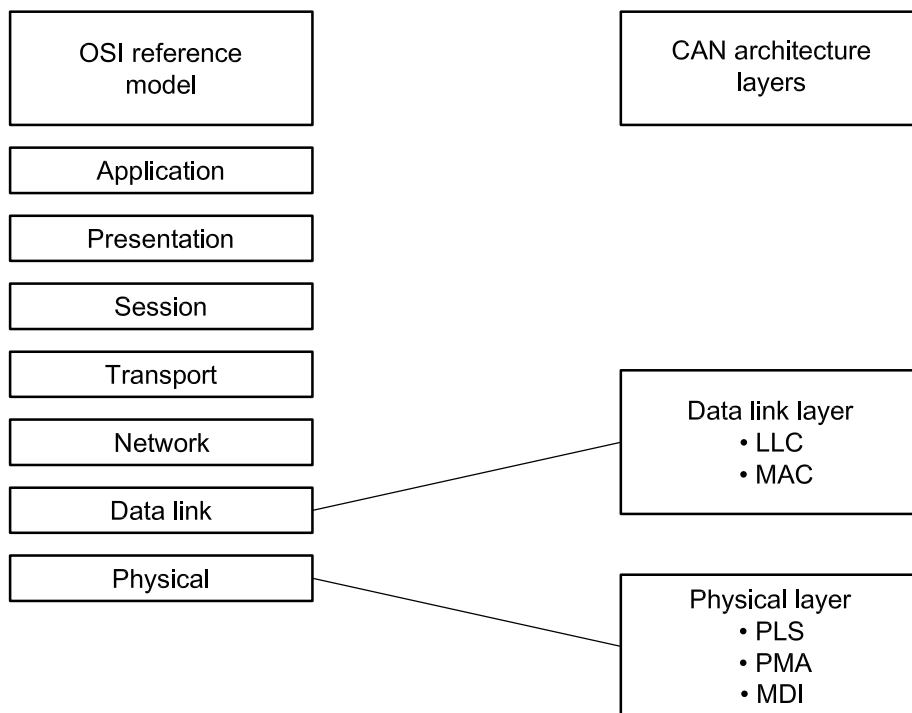 OSI reference
model
CAN architecture
layers
Application
Presentation
Session
Transport
Network
Data link
Physical
Data link layer
• LLC
• MAC
Physical layer
• PLS
• PMA
• MDI